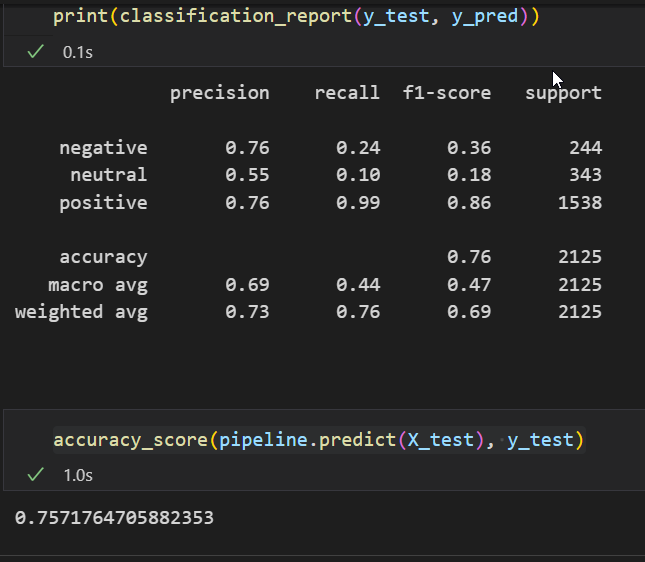 print(classification_report(y_test, y_pred))
0.1s
precision recall f1-score support
negative 0.76 0.24 0.36 244
neutral 0.55 0.10 0.18 343
positive 0.76 0.99 0.86 1538
accuracy 0.76 2125
macro avg 0.69 0.44 0.47 2125
weighted avg 0.73 0.76 0.69 2125
accuracy_score(pipeline.predict(X_test), y_test)
1.0s
0.7571764705882353